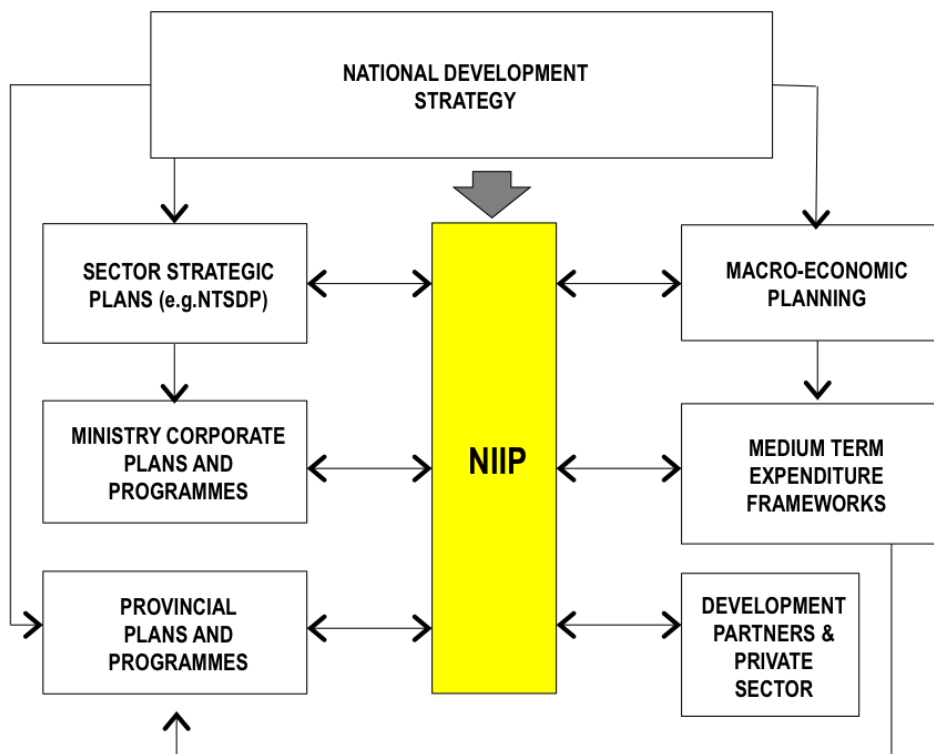 NATIONAL DEVELOPMENT
STRATEGY
SECTOR STRATEGIC
PLANS (e.g.NTSDP)
MACRO-ECONOMIC
PLANNING
MINISTRY CORPORATE
PLANS AND
PROGRAMMES
NIIP
MEDIUM TERM
EXPENDITURE
FRAMEWORKS
PROVINCIAL
PLANS AND
PROGRAMMES
DEVELOPMENT
PARTNERS &
PRIVATE
SECTOR